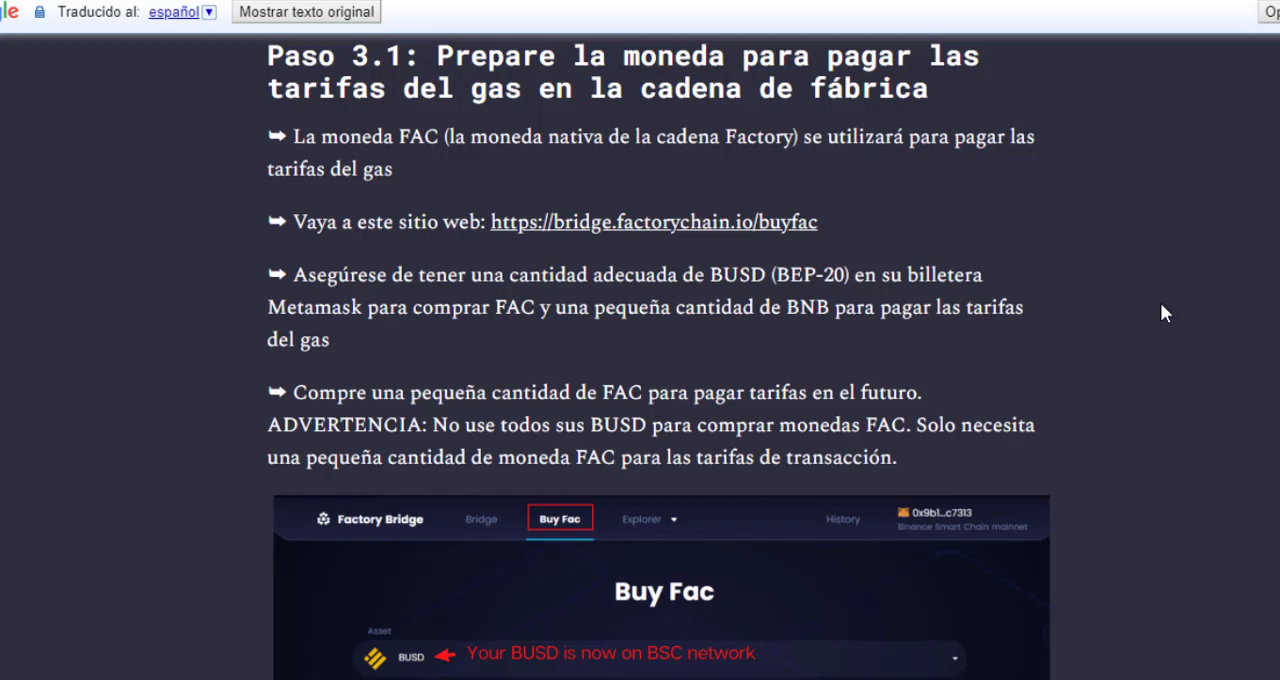 le Traducido al: español Mostrar texto original
Paso 3.1: Prepare la moneda para pagar las
tarifas del gas en la cadena de fábrica
➥ La moneda FAC (la moneda nativa de la cadena Factory) se utilizará para pagar las
tarifas del gas
➥ Vaya a este sitio web: https://bridge.factorychain.io/buyfac
➥ Asegúrese de tener una cantidad adecuada de BUSD (BEP-20) en su billetera
Metamask para comprar FAC y una pequeña cantidad de BNB para pagar las tarifas
del gas
➥ Compre una pequeña cantidad de FAC para pagar tarifas en el futuro.
ADVERTENCIA: No use todos sus BUSD para comprar monedas FAC. Solo necesita
una pequeña cantidad de moneda FAC para las tarifas de transacción.
Factory Bridge Bridge Buy Fac Explorer History 0x9b1...c7313
Binance Smart Chain mainnet
Buy Fac
Asset
BUSD Your BUSD is now on BSC network